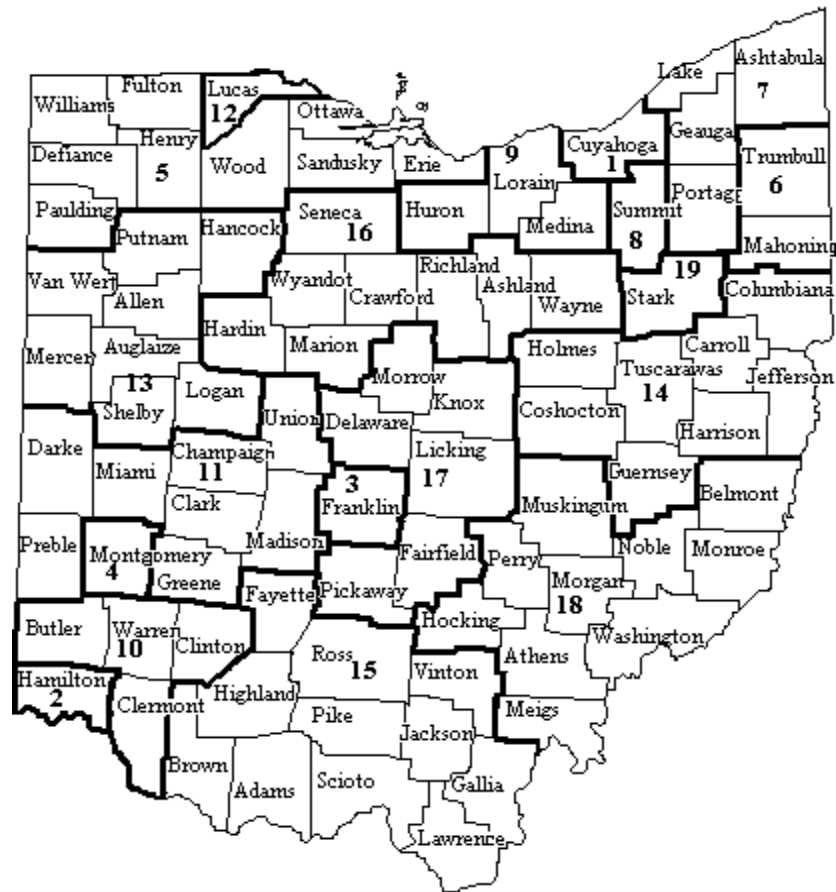 Ashtabula
Lake
7
Fulton
Lucas
Williams
12
Ottawa
Geauga
Henry
9
Cuyahoga
Defiance
Wood
Sandusky
Erie
1
Trumbull
5
Lorain
6
Paulding
Seneca
Huron
Summit
Portage
Putnam
Hancock
16
Medina
8
Mahoning
Richland
19
Van Wert
Wyandot
Ashland
Stark
Columbiana
Allen
Crawford
Wayne
Hardin
Auglaize
Marion
Holmes
Carroll
Mercer
Morrow
Tuscarawas
Jefferson
13
Logan
Knox
14
Shelby
Union
Delaware
Coshocton
Harrison
Darke
Champaign
Licking
Miami
11
3
17
Guernsey
Clark
Franklin
Muskingum
Belmont
Preble
Montgomery
Madison
Fairfield
Perry
Noble
Monroe
4
Greene
Fayette
Pickaway
Morgan
18
Butler
Warren
Clinton
Hocking
Washington
10
Ross
Athens
Hamilton
15
Vinton
2
Clermont
Highland
Meigs
Pike
Jackson
Brown
Adams
Scioto
Gallia
Lawrence